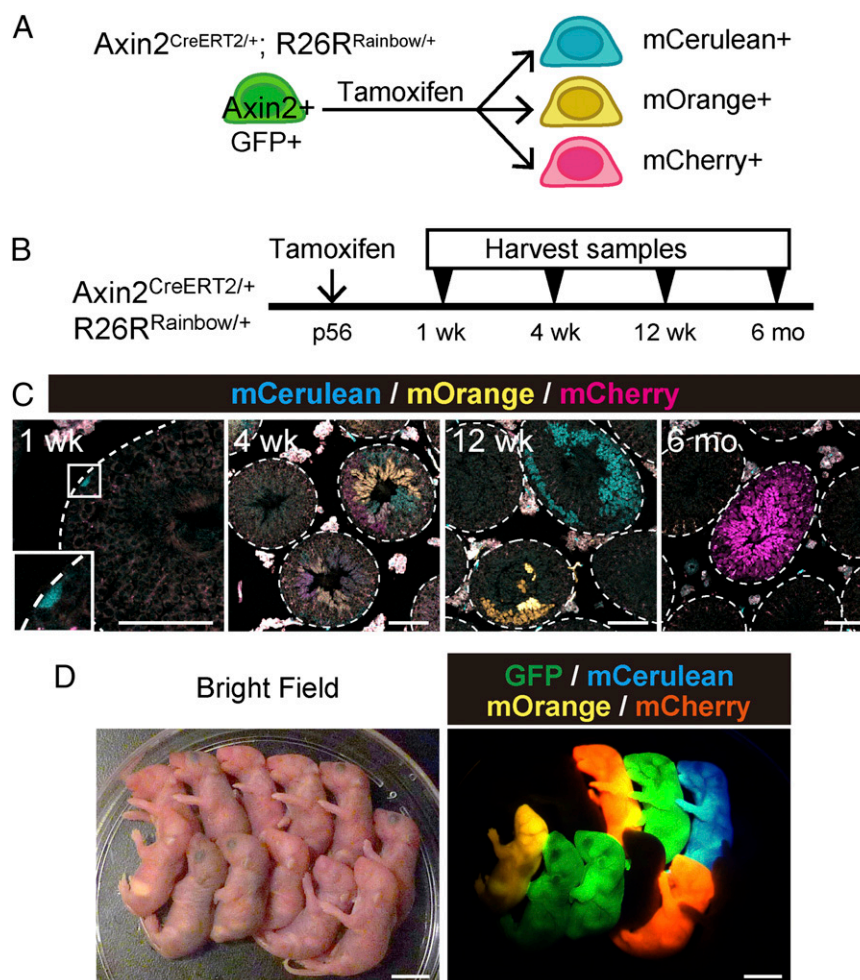 A
Axin2CreERT2/+; R26RRainbow/+
Axin2+
GFP+
Tamoxifen
mCerulean+
mOrange+
mCherry+
B
Tamoxifen
Harvest samples
Axin2CreERT2/+
R26RRainbow/+
p56
1 wk
4 wk
12 wk
6 mo
C
mCerulean / mOrange / mCherry
1 wk
4 wk
12 wk
6 mo
D
Bright Field
GFP / mCerulean
mOrange / mCherry